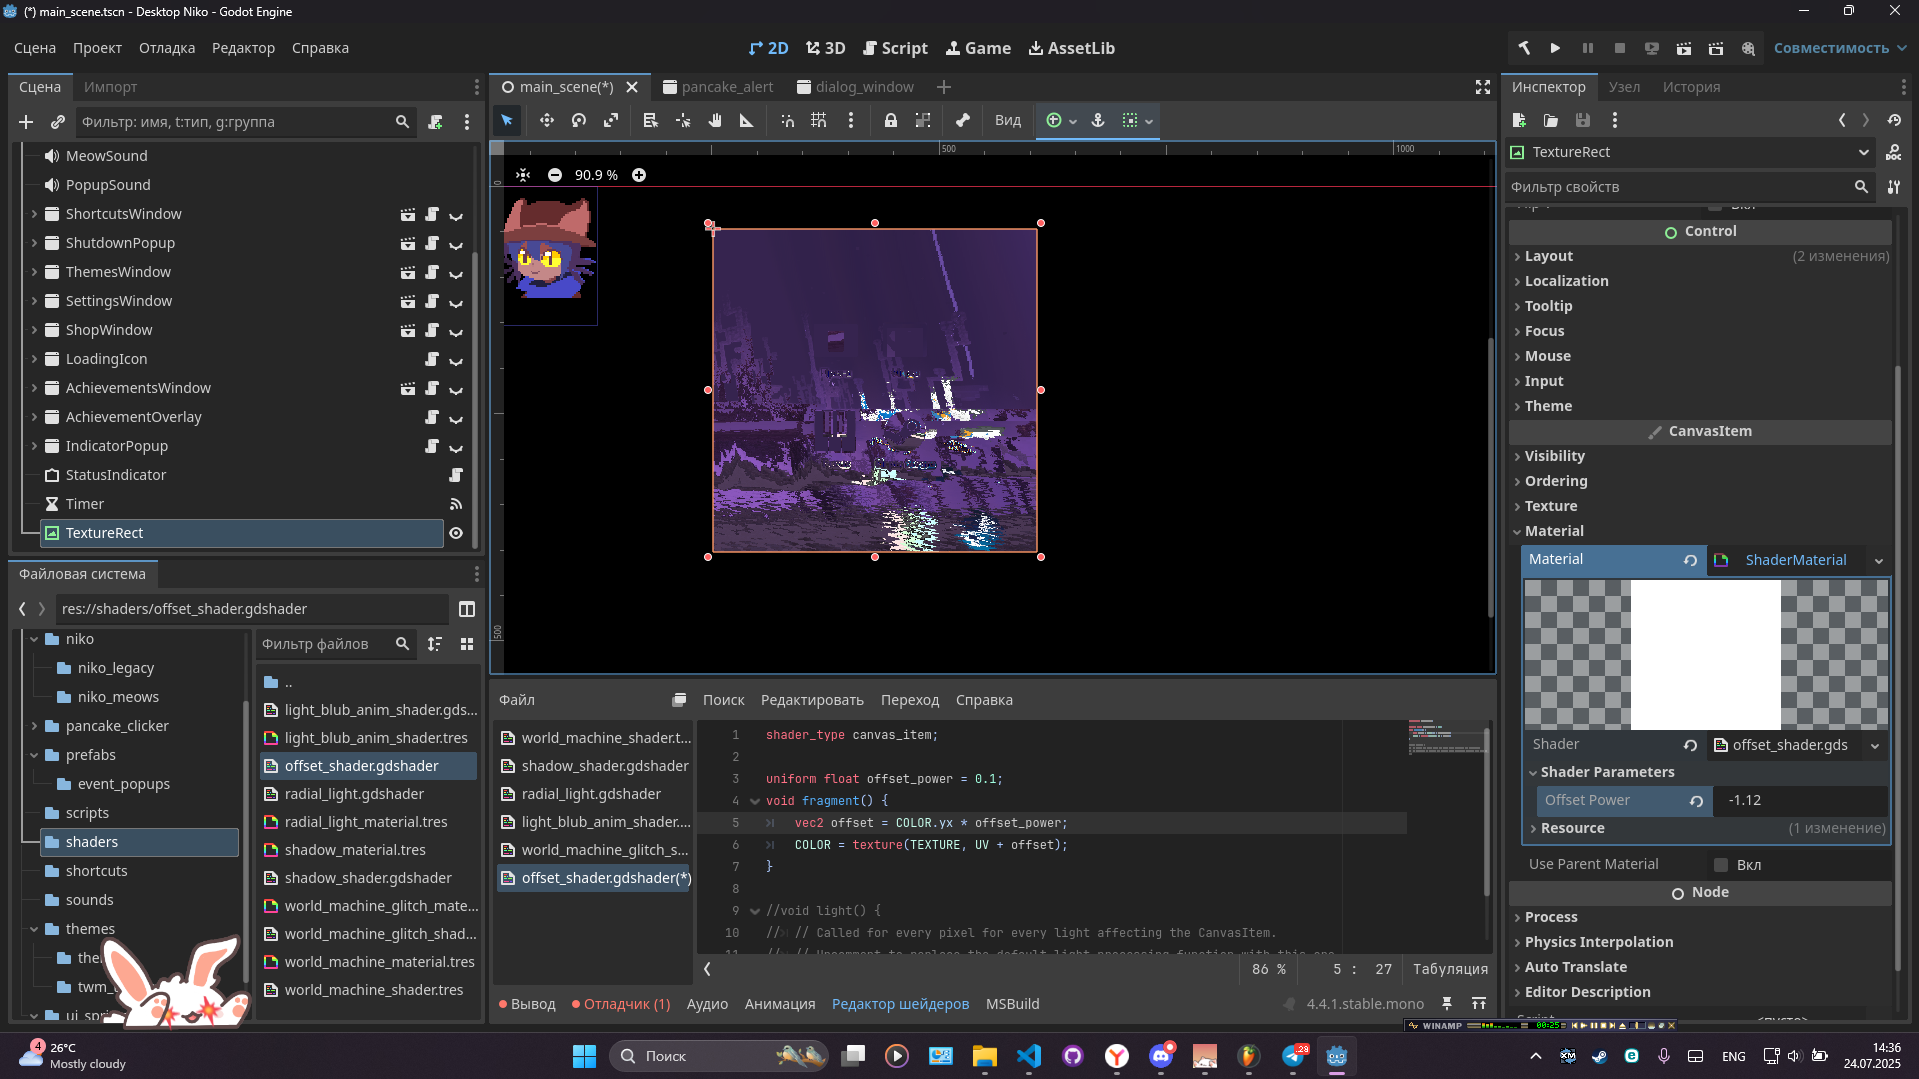 (*) main_scene.tscn - Desktop Niko - Godot Engine
Сцена Проект Отладка Редактор Справка
2D 3D Script Game AssetLib
Совместимость
Сцена Импорт
Фильтр: имя, t:тип, g:группа
MeowSound
PopupSound
ShortcutsWindow
ShutdownPopup
ThemesWindow
SettingsWindow
ShopWindow
LoadingIcon
AchievementsWindow
AchievementOverlay
IndicatorPopup
StatusIndicator
Timer
TextureRect
Файловая система
res://shaders/offset_shader.gdshader
niko
niko_legacy
niko_meows
pancake_clicker
prefabs
event_popups
scripts
shaders
shortcuts
sounds
themes
Фильтр файлов
..
light_blub_anim_shader.gds...
light_blub_anim_shader.tres
offset_shader.gdshader
radial_light.gdshader
radial_light_material.tres
shadow_material.tres
shadow_shader.gdshader
world_machine_glitch_mate...
world_machine_glitch_shad...
world_machine_material.tres
world_machine_shader.tres
main_scene(*) pancake_alert dialog_window
Вид
500 1000
90.9 %
0
500
Файл Поиск Редактировать Переход Справка
world_machine_shader.t...
shadow_shader.gdshader
radial_light.gdshader
light_blub_anim_shader....
world_machine_glitch_s...
offset_shader.gdshader(*)
1 shader_type canvas_item;
2
3 uniform float offset_power = 0.1;
4 void fragment() {
5 vec2 offset = COLOR.yx * offset_power;
6 COLOR = texture(TEXTURE, UV + offset);
7 }
8
9 //void light() {
10 // // Called for every pixel for every light affecting the CanvasItem.
86 % 5 : 27 Табуляция
Вывод Отладчик (1) Аудио Анимация Редактор шейдеров MSBuild 4.4.1.stable.mono
Инспектор Узел История
TextureRect
Фильтр свойств
Control
Layout (2 изменения)
Localization
Tooltip
Focus
Mouse
Input
Theme
CanvasItem
Visibility
Ordering
Texture
Material
Material ShaderMaterial
Shader offset_shader.gds
Shader Parameters
Offset Power -1.12
Resource (1 изменение)
Use Parent Material Вкл
Node
Process
Physics Interpolation
Auto Translate
Editor Description
WINAMP 00:25
4 26°C
Mostly cloudy
Поиск
28
ENG
14:36
24.07.2025